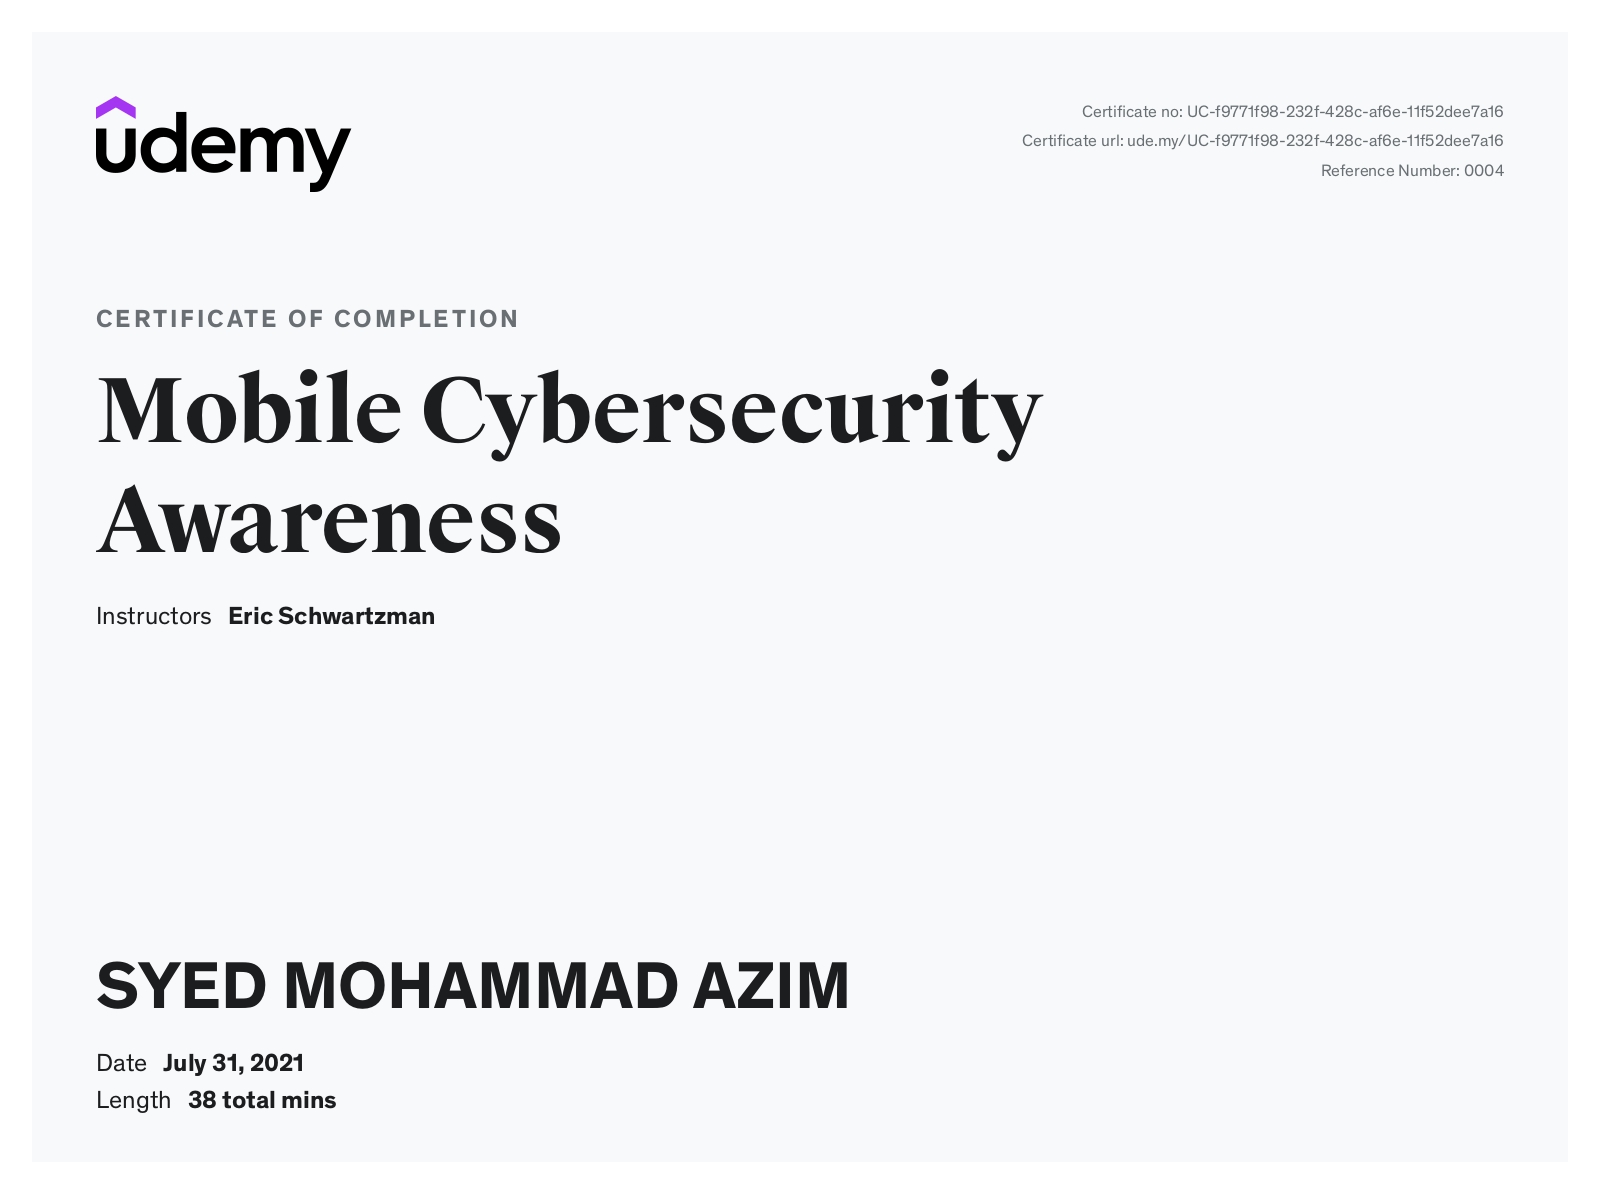 udemy
Certificate no: UC-f9771f98-232f-428c-af6e-11f52dee7a16
Certificate url: ude.my/UC-f9771f98-232f-428c-af6e-11f52dee7a16
Reference Number: 0004
CERTIFICATE OF COMPLETION
Mobile Cybersecurity
Awareness
Instructors Eric Schwartzman
SYED MOHAMMAD AZIM
Date July 31, 2021
Length 38 total mins